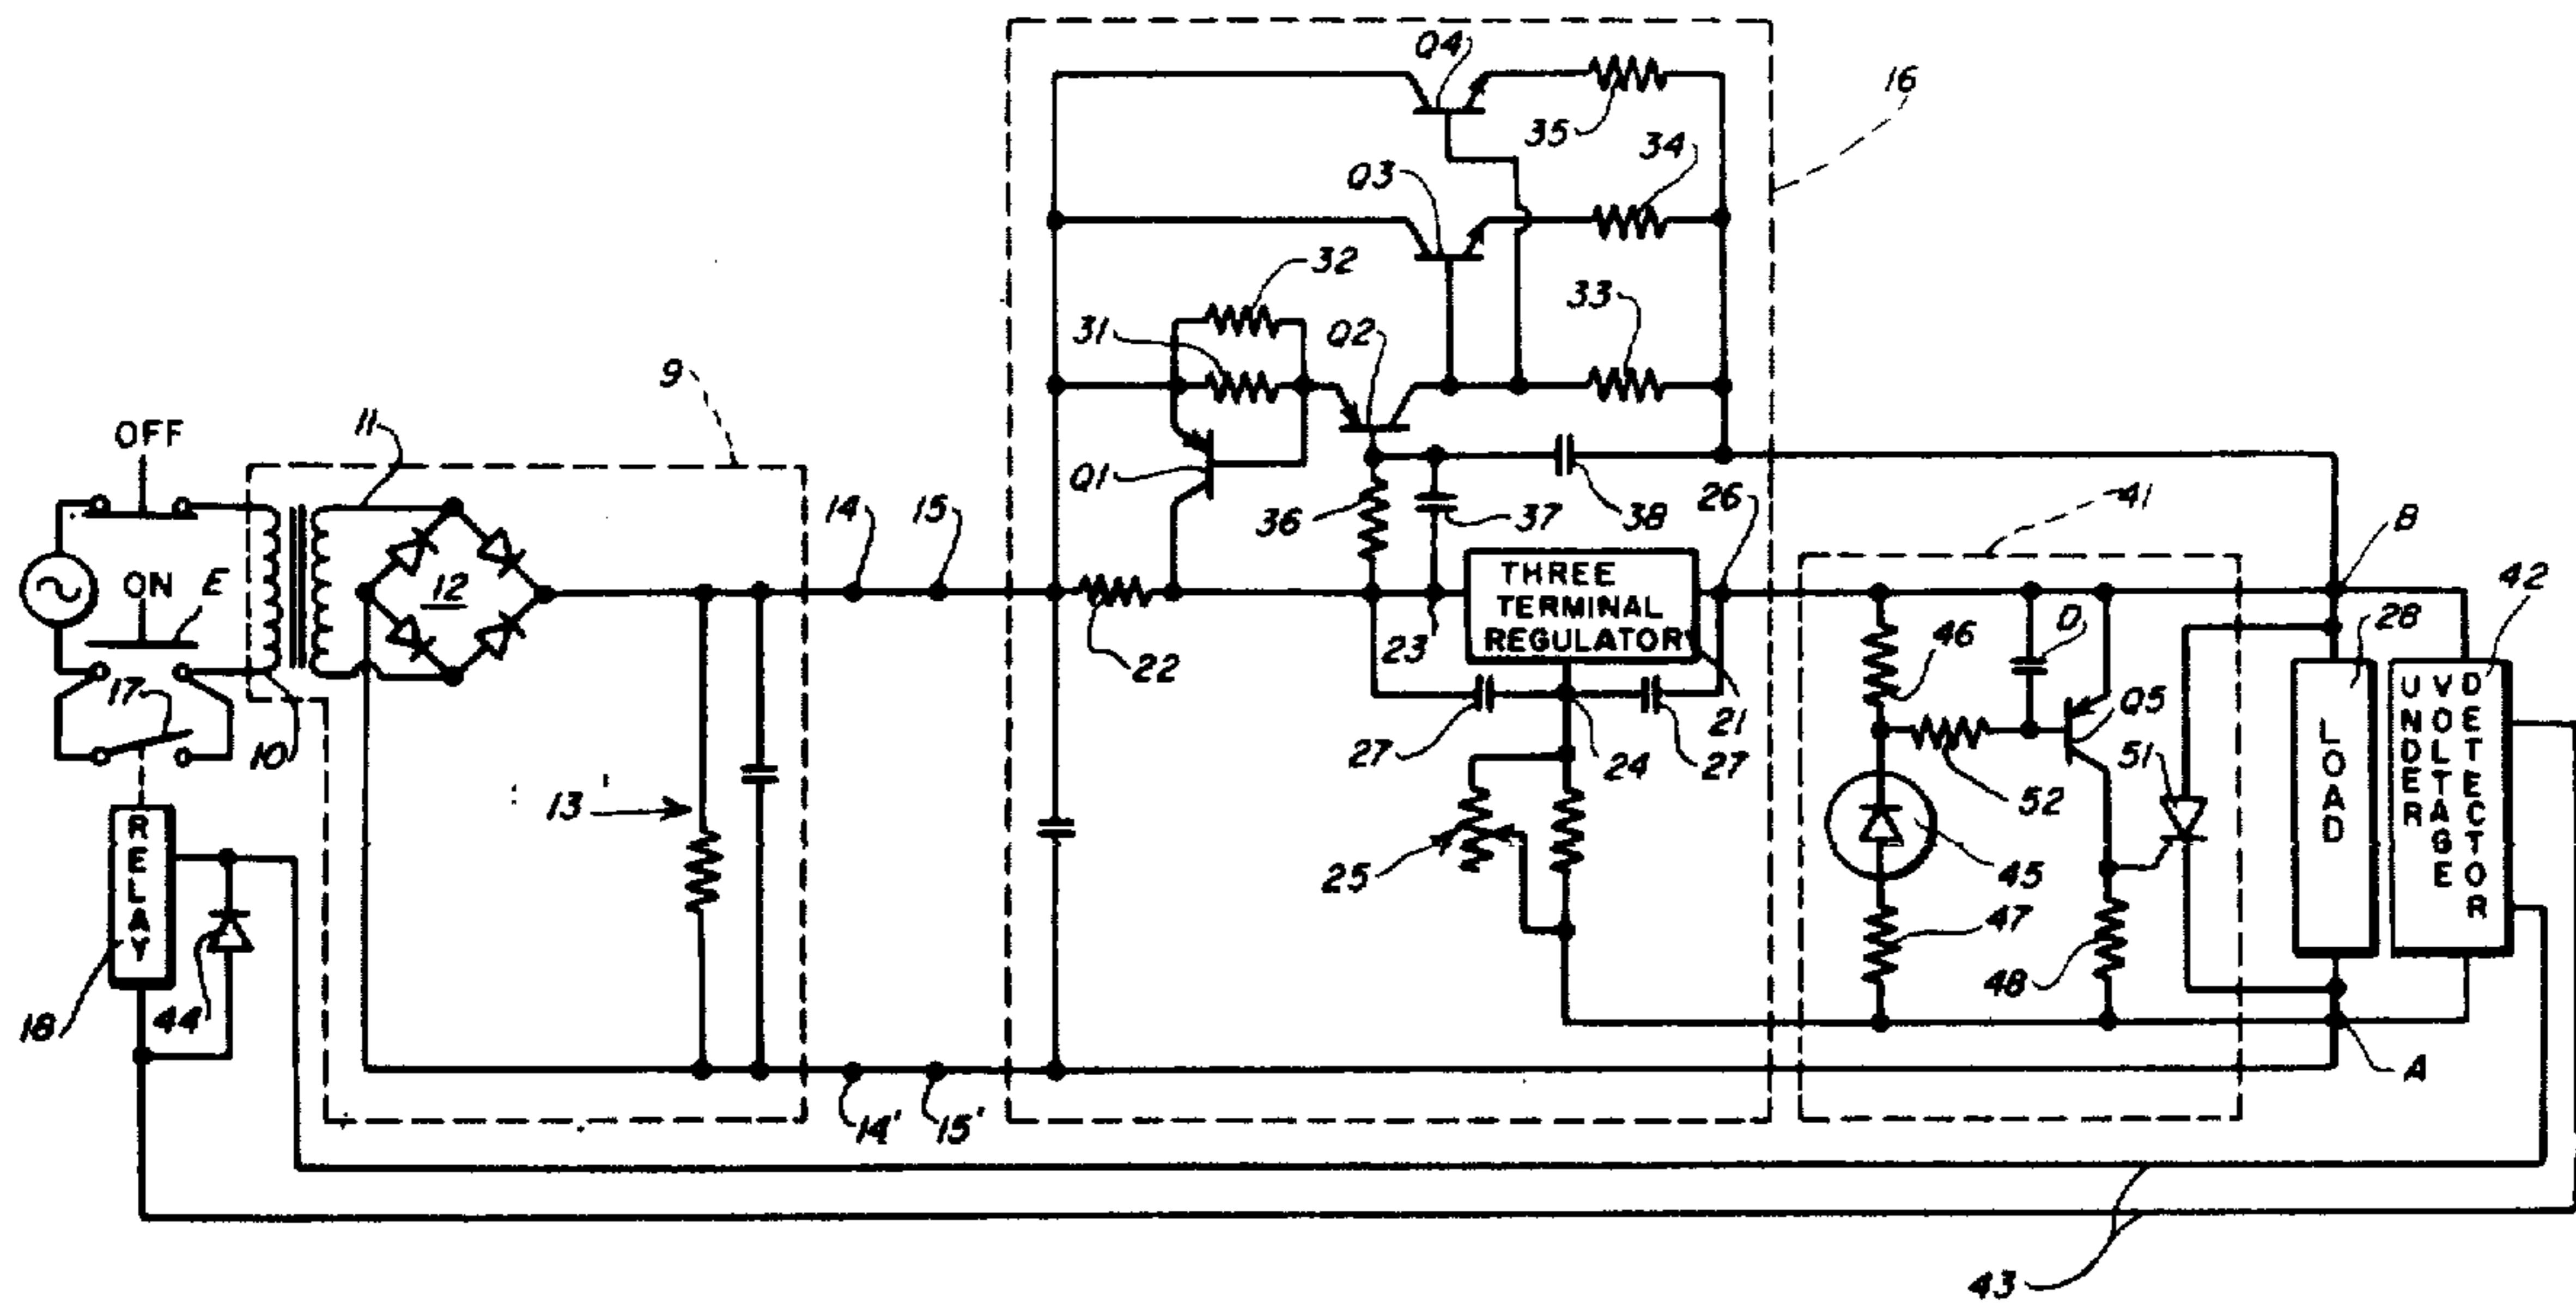 Q4
16
35
34
Q3
32
33
31
Q2
9
11
OFF
Q1
14
15
36
37
38
26
41
B
ON
E
12
THREE
TERMINAL
REGULATOR
42
22
23
46
D
28
17
10
27
24
27
21
Q5
51
52
13
25
45
47
48
LOAD
UNDER
VOLTAGE
DETECTOR
RELAY
18
44
14'
15'
A
43